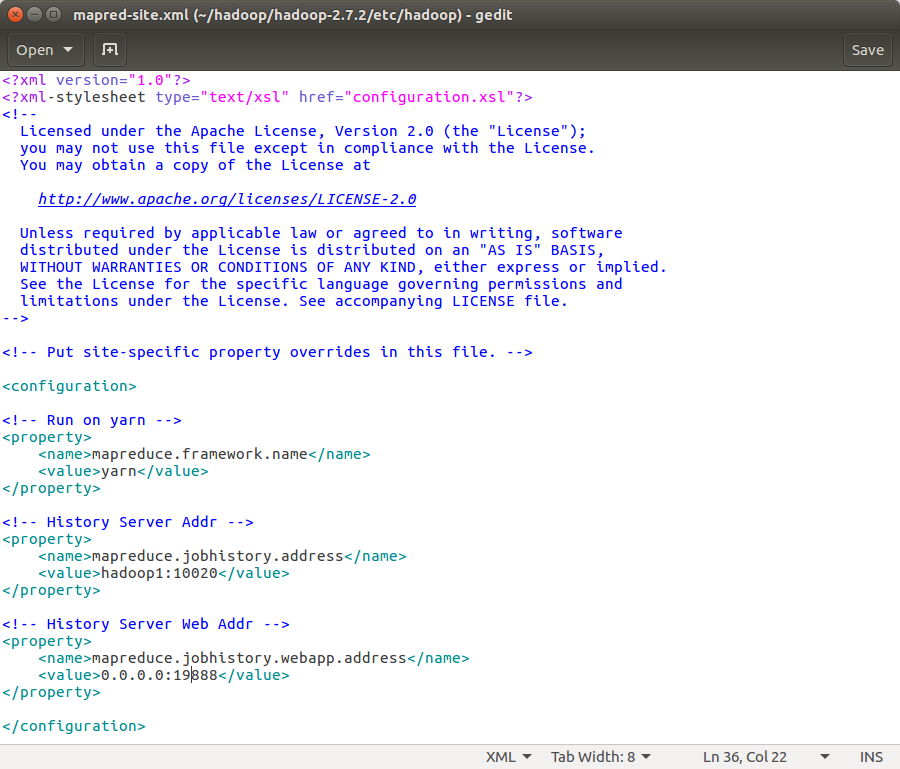 mapred-site.xml (~/hadoop/hadoop-2.7.2/etc/hadoop) - gedit
Open Save
<?xml version="1.0"?>
<?xml-stylesheet type="text/xsl" href="configuration.xsl"?>
<!--
  Licensed under the Apache License, Version 2.0 (the "License");
  you may not use this file except in compliance with the License.
  You may obtain a copy of the License at

    http://www.apache.org/licenses/LICENSE-2.0

  Unless required by applicable law or agreed to in writing, software
  distributed under the License is distributed on an "AS IS" BASIS,
  WITHOUT WARRANTIES OR CONDITIONS OF ANY KIND, either express or implied.
  See the License for the specific language governing permissions and
  limitations under the License. See accompanying LICENSE file.
-->

<!-- Put site-specific property overrides in this file. -->

<configuration>

<!-- Run on yarn -->
<property>
    <name>mapreduce.framework.name</name>
    <value>yarn</value>
</property>

<!-- History Server Addr -->
<property>
    <name>mapreduce.jobhistory.address</name>
    <value>hadoop1:10020</value>
</property>

<!-- History Server Web Addr -->
<property>
    <name>mapreduce.jobhistory.webapp.address</name>
    <value>0.0.0.0:19888</value>
</property>

</configuration>
XML Tab Width: 8 Ln 36, Col 22 INS